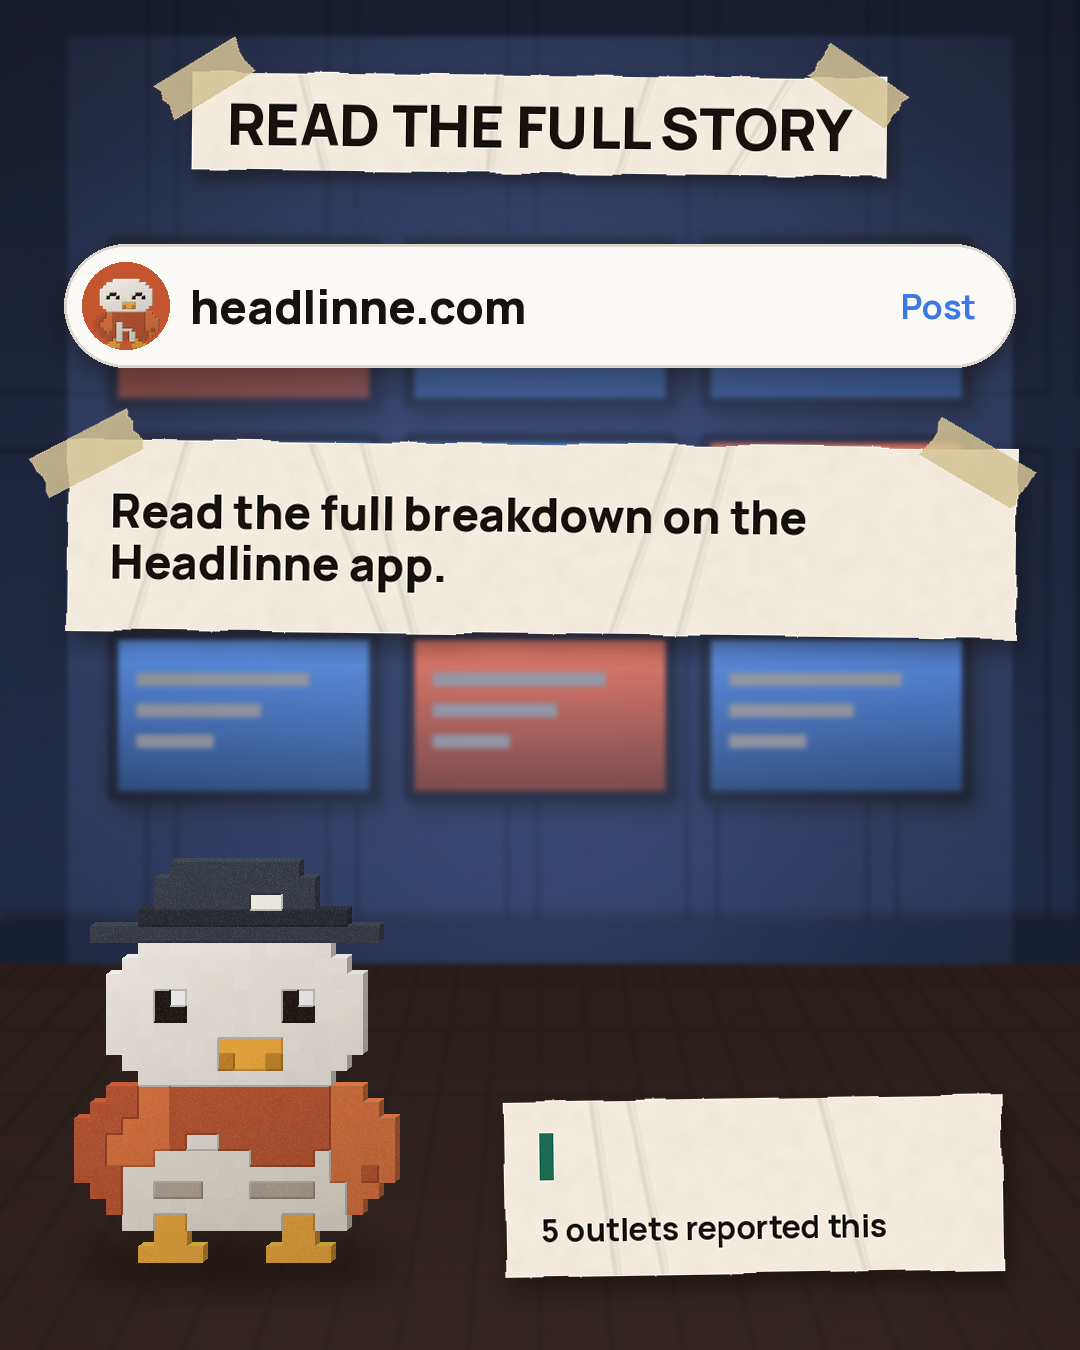 READ THE FULL STORY
headlinne.com
Post
Read the full breakdown on the
Headlinne app.
5 outlets reported this